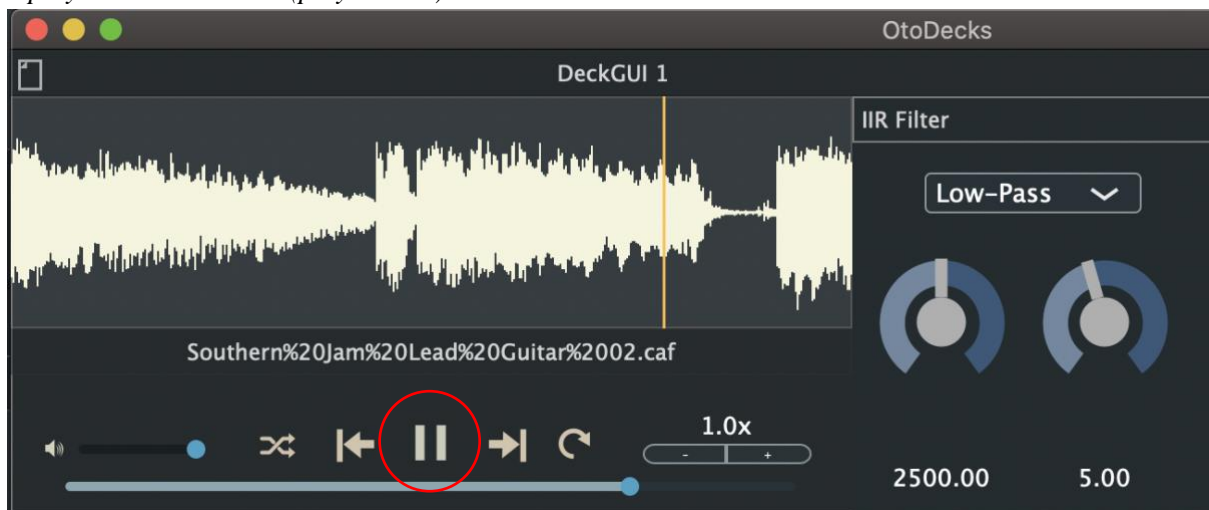 OtoDecks
DeckGUI 1
IIR Filter
Low-Pass
Southern%20Jam%20Lead%20Guitar%2002.caf
1.0x
- +
2500.00 5.00